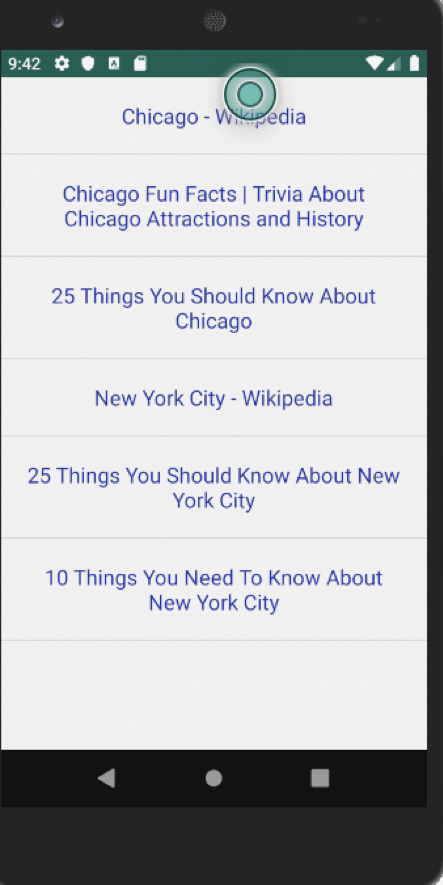 9:42
Chicago - Wikipedia
Chicago Fun Facts | Trivia About
Chicago Attractions and History
25 Things You Should Know About
Chicago
New York City - Wikipedia
25 Things You Should Know About New
York City
10 Things You Need To Know About
New York City